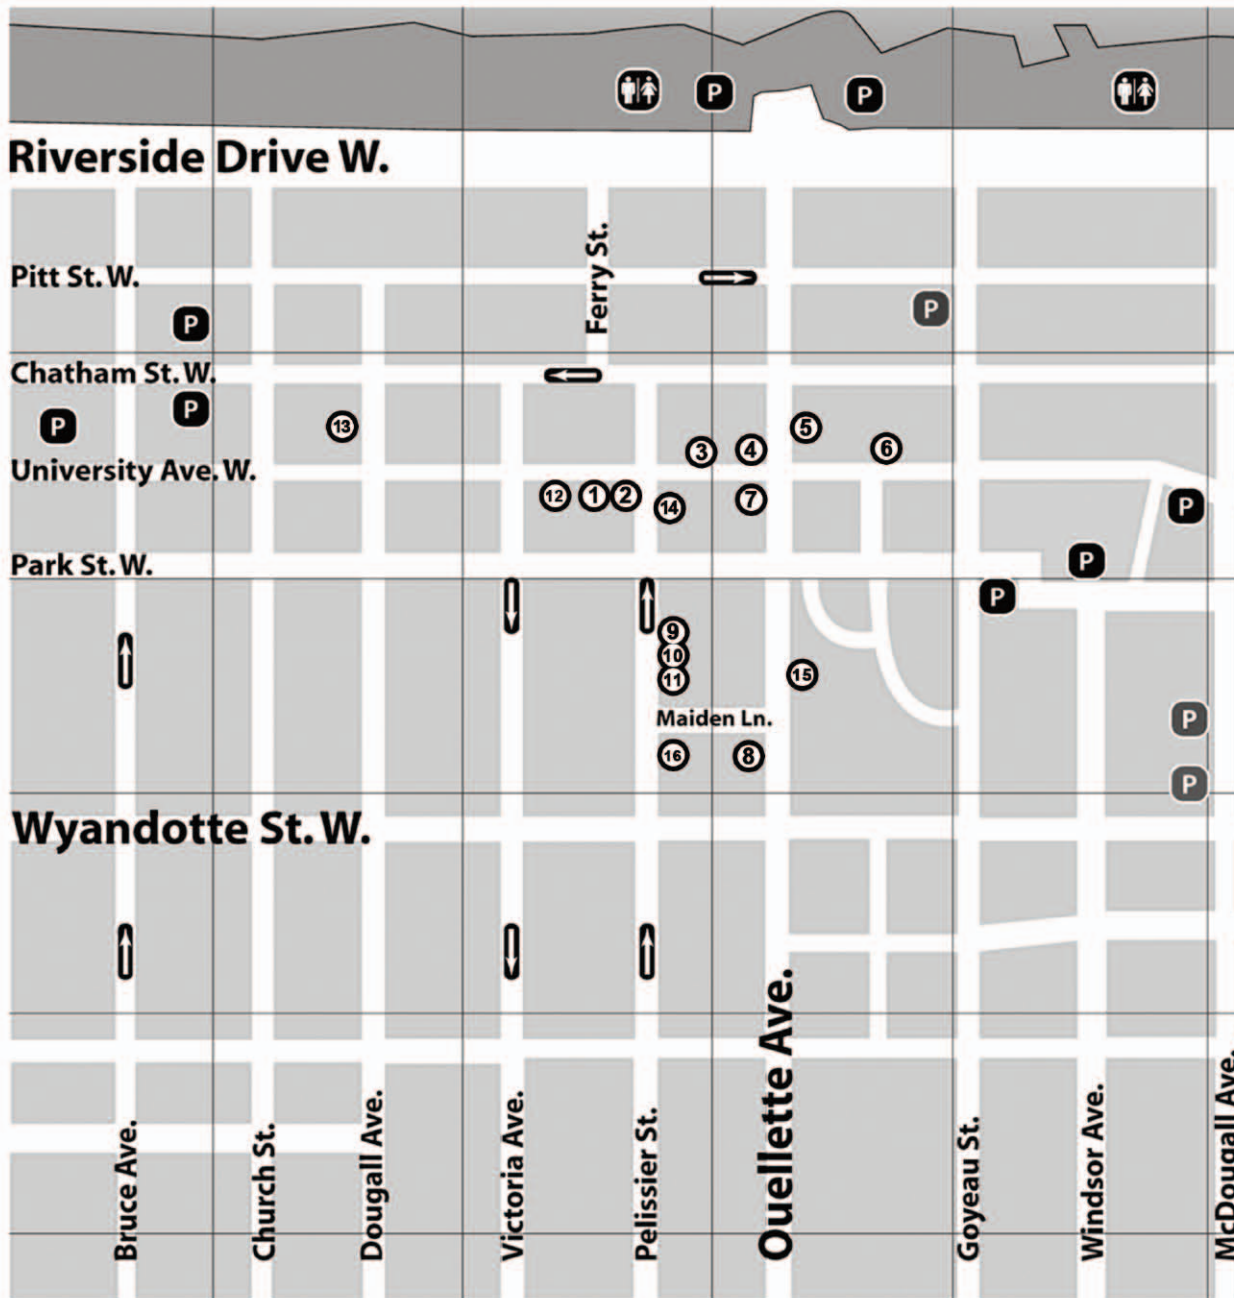 P P
Riverside Drive W.
Ferry St.
Pitt St. W.
P P
Chatham St. W.
P P 13 3 4 5 6
University Ave. W.
12 1 2 14 7 P
Park St. W.
P
P
9
10
11 15
Maiden Ln.
P
16 8
P
Wyandotte St. W.
Bruce Ave.
Church St.
Dougall Ave.
Victoria Ave.
Pelissier St.
Ouellette Ave.
Goyeau St.
Windsor Ave.
McDougall Ave.